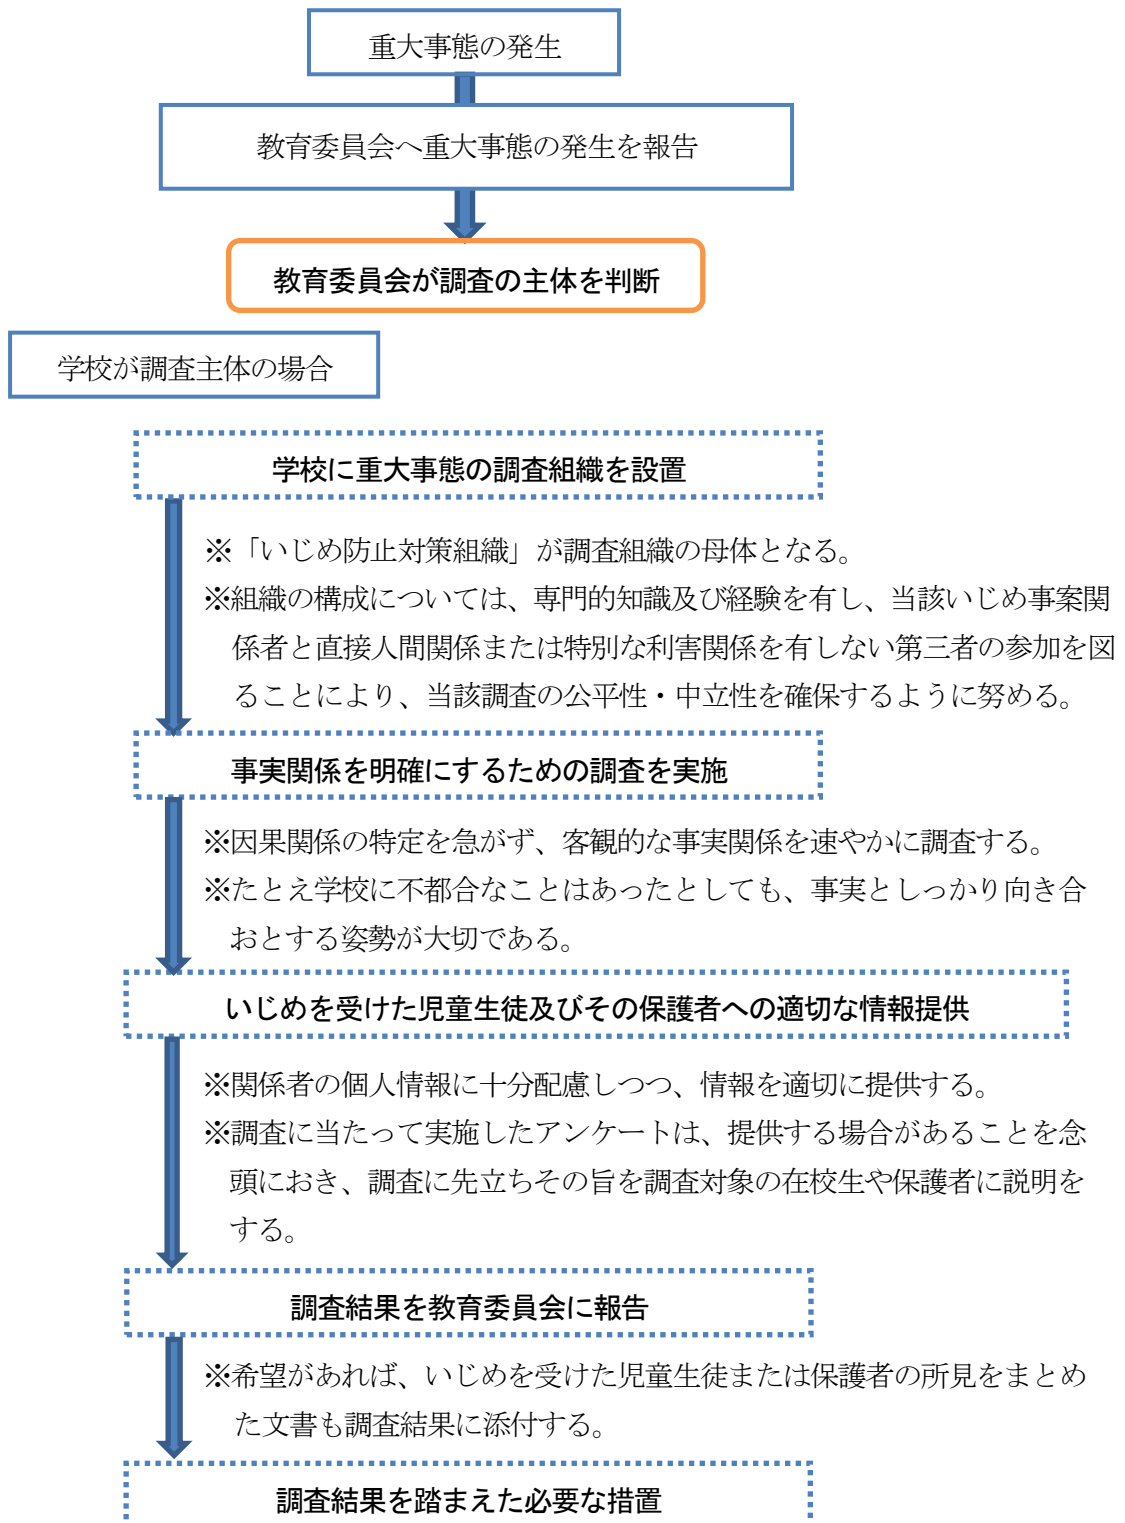 重大事態の発生
教育委員会へ重大事態の発生を報告
教育委員会が調査の主体を判断
学校が調査主体の場合
学校に重大事態の調査組織を設置
※「いじめ防止対策組織」が調査組織の母体となる。
※組織の構成については、専門的知識及び経験を有し、当該いじめ事案関
係者と直接人間関係または特別な利害関係を有しない第三者の参加を図
ることにより、当該調査の公平性・中立性を確保するように努める。
事実関係を明確にするための調査を実施
※因果関係の特定を急がず、客観的な事実関係を速やかに調査する。
※たとえ学校に不都合なことはあったとしても、事実としっかり向き合
おとする姿勢が大切である。
いじめを受けた児童生徒及びその保護者への適切な情報提供
※関係者の個人情報に十分配慮しつつ、情報を適切に提供する。
※調査に当たって実施したアンケートは、提供する場合があることを念
頭におき、調査に先立ちその旨を調査対象の在校生や保護者に説明を
する。
調査結果を教育委員会に報告
※希望があれば、いじめを受けた児童生徒または保護者の所見をまとめ
た文書も調査結果に添付する。
調査結果を踏まえた必要な措置